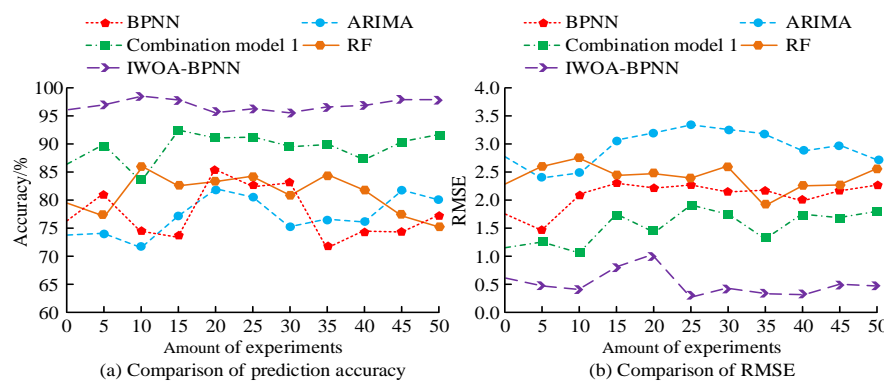 BPNN
ARIMA
Combination model 1
RF
IWOA-BPNN
100
95
90
85
80
75
70
65
60
Accuracy/%
0 5 10 15 20 25 30 35 40 45 50
Amount of experiments
(a) Comparison of prediction accuracy
BPNN
ARIMA
Combination model 1
RF
IWOA-BPNN
4.0
3.5
3.0
2.5
2.0
1.5
1.0
0.5
0.0
RMSE
0 5 10 15 20 25 30 35 40 45 50
Amount of experiments
(b) Comparison of RMSE